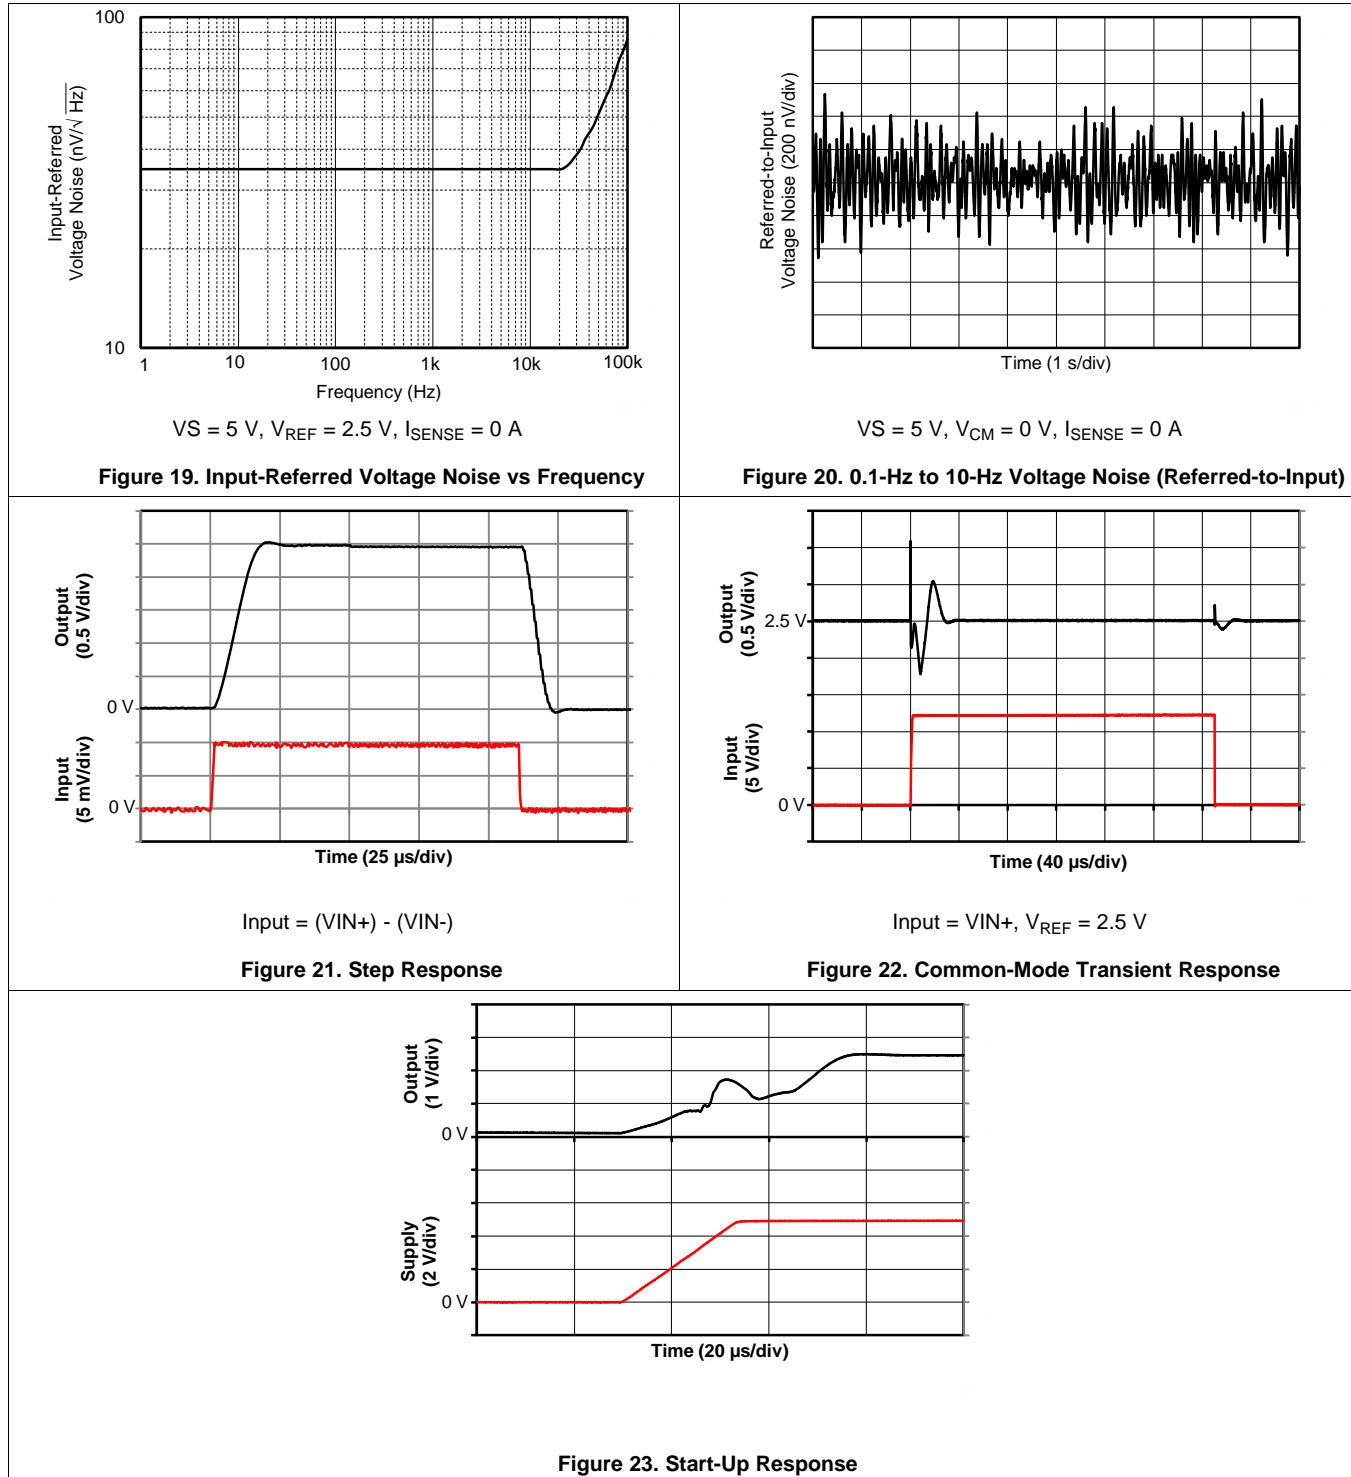 100
10
Input-Referred
Voltage Noise (nV/√Hz)
1 10 100 1k 10k 100k
Frequency (Hz)
VS = 5 V, VREF = 2.5 V, ISENSE = 0 A
Figure 19. Input-Referred Voltage Noise vs Frequency
Referred-to-Input
Voltage Noise (200 nV/div)
Time (1 s/div)
VS = 5 V, VCM = 0 V, ISENSE = 0 A
Figure 20. 0.1-Hz to 10-Hz Voltage Noise (Referred-to-Input)
Output
(0.5 V/div)
0 V
Input
(5 mV/div)
0 V
Time (25 µs/div)
Input = (VIN+) - (VIN-)
Figure 21. Step Response
Output
(0.5 V/div)
2.5 V
Input
(5 V/div)
0 V
Time (40 µs/div)
Input = VIN+, VREF = 2.5 V
Figure 22. Common-Mode Transient Response
Output
(1 V/div)
0 V
Supply
(2 V/div)
0 V
Time (20 µs/div)
Figure 23. Start-Up Response